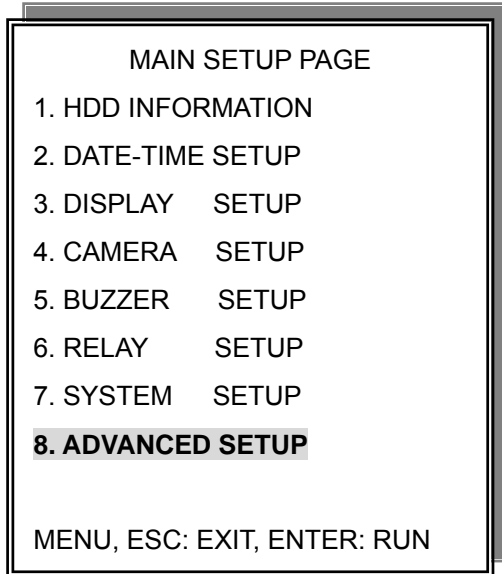 MAIN SETUP PAGE
1. HDD INFORMATION
2. DATE-TIME SETUP
3. DISPLAY SETUP
4. CAMERA SETUP
5. BUZZER SETUP
6. RELAY SETUP
7. SYSTEM SETUP
8. ADVANCED SETUP
MENU, ESC: EXIT, ENTER: RUN